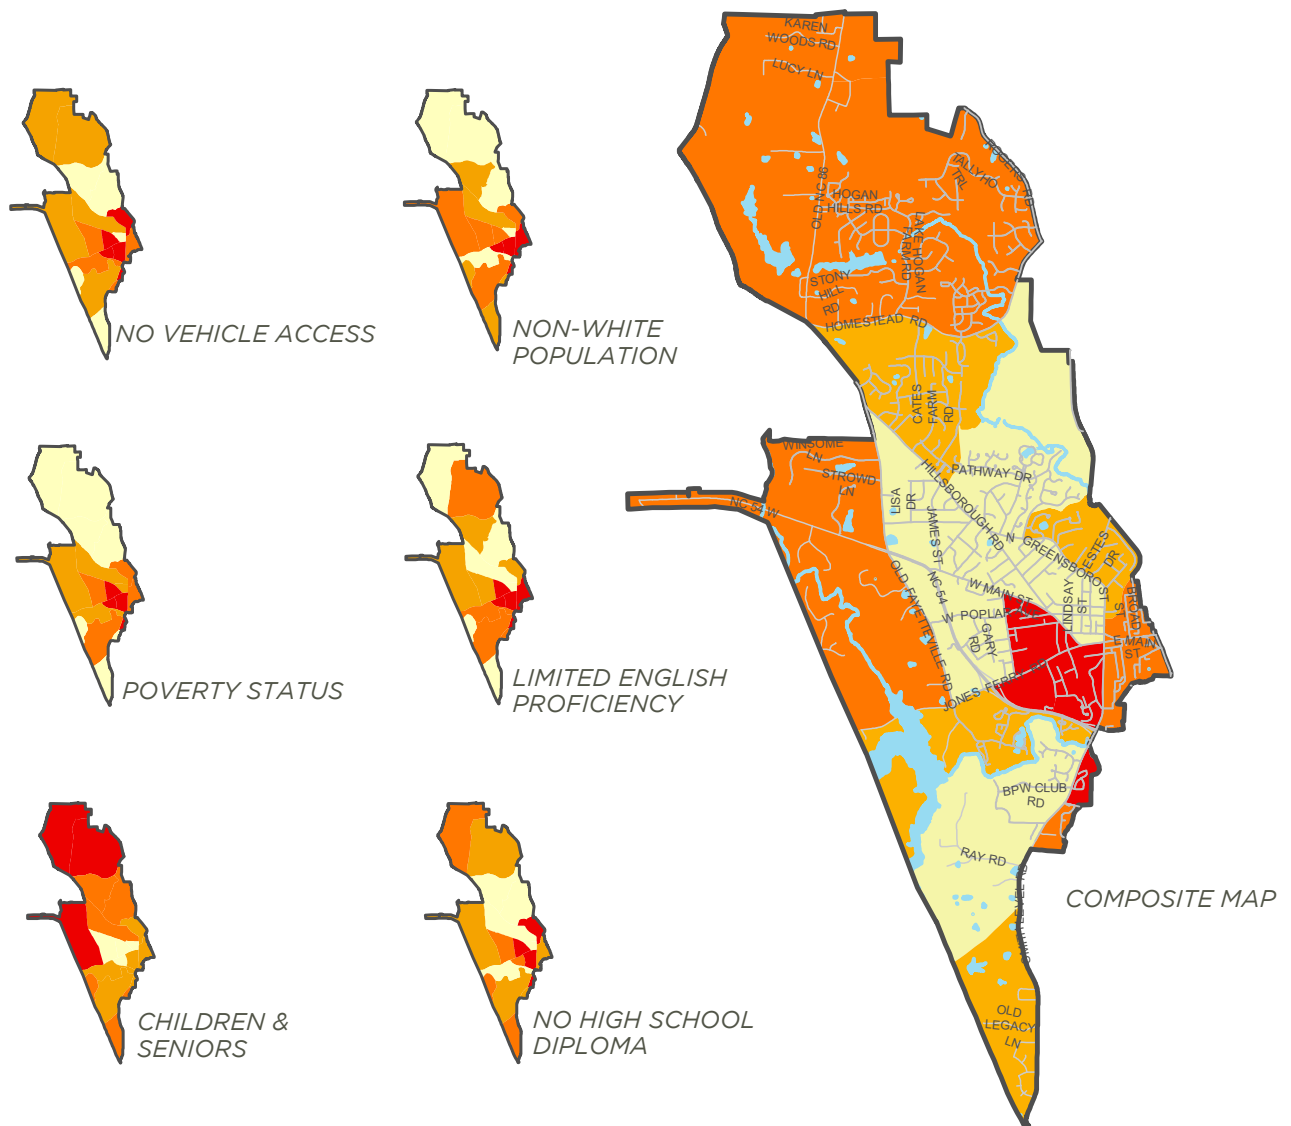 NO VEHICLE ACCESS
NON-WHITE
POPULATION
POVERTY STATUS
LIMITED ENGLISH
PROFICIENCY
CHILDREN &
SENIORS
NO HIGH SCHOOL
DIPLOMA
COMPOSITE MAP
KAREN
WOODS RD
LUCY LN
ROGERS RD
TALLYHO
TRL
OLD NC 86
HOGAN
HILLS RD
LAKE HOGAN
FARM RD
STONY
HILL
RD
HOMESTEAD RD
CATES
FARM
RD
WINSOME
LN
STROWD
LN
NC 54 W
LISA
DR
HILLSBOROUGH RD
PATHWAY DR
JAMES ST
N GREENSBORO ST
ESTES
DR
OLD FAYETTEVILLE RD
NC 54
W MAIN ST
W POPLAR
LINDSAY
ST
BROAD
ST
E MAIN
ST
GARY
RD
JONES FERRY RD
BPW CLUB
RD
RAY RD
OLD
LEGACY
LN